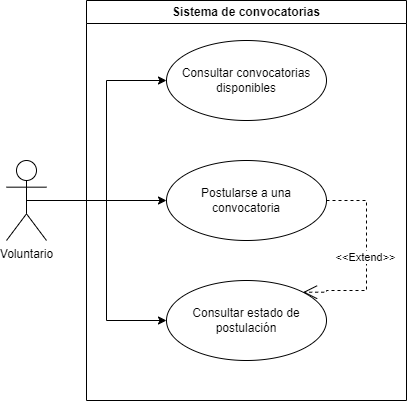 Sistema de convocatorias
Consultar convocatorias
disponibles
Postularse a una
convocatoria
Voluntario
<<Extend>>
Consultar estado de
postulación